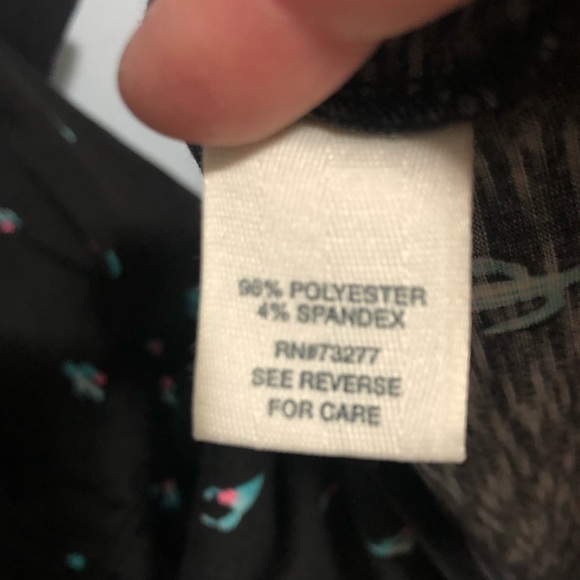 96% POLYESTER
4% SPANDEX
RN#73277
SEE REVERSE
FOR CARE